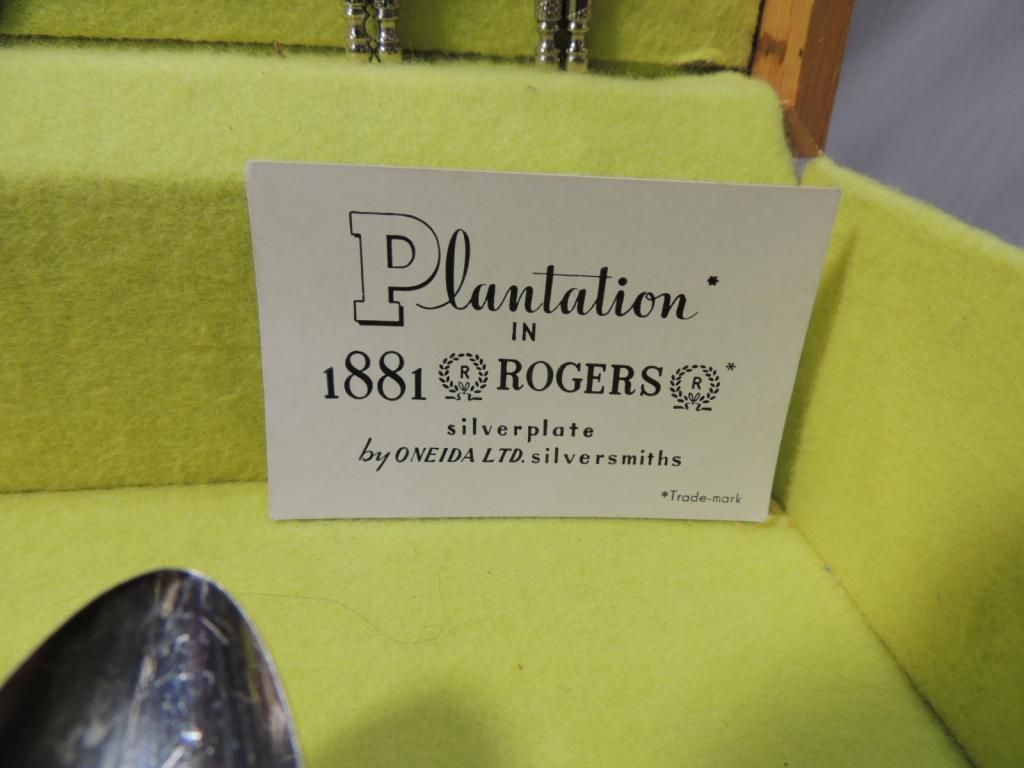 Plantation*
IN
1881 R ROGERS R *
silverplate
by ONEIDA LTD. silversmiths
*Trade-mark